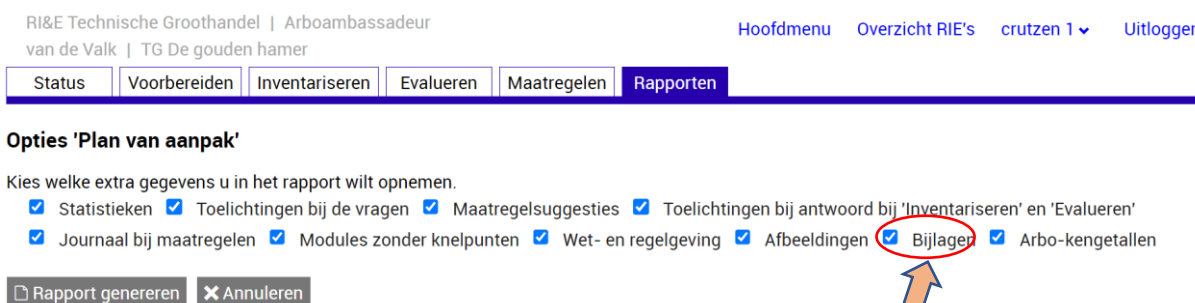 RI&E Technische Groothandel | Arboambassadeur
van de Valk | TG De gouden hamer
Hoofdmenu Overzicht RIE's crutzen 1 Uitloggen
Status Voorbereiden Inventariseren Evalueren Maatregelen Rapporten
Opties 'Plan van aanpak'
Kies welke extra gegevens u in het rapport wilt opnemen.
Statistieken Toelichtingen bij de vragen Maatregelsuggesties Toelichtingen bij antwoord bij 'Inventariseren' en 'Evalueren'
Journaal bij maatregelen Modules zonder knelpunten Wet- en regelgeving Afbeeldingen Bijlagen Arbo-kengetallen
Rapport genereren Annuleren